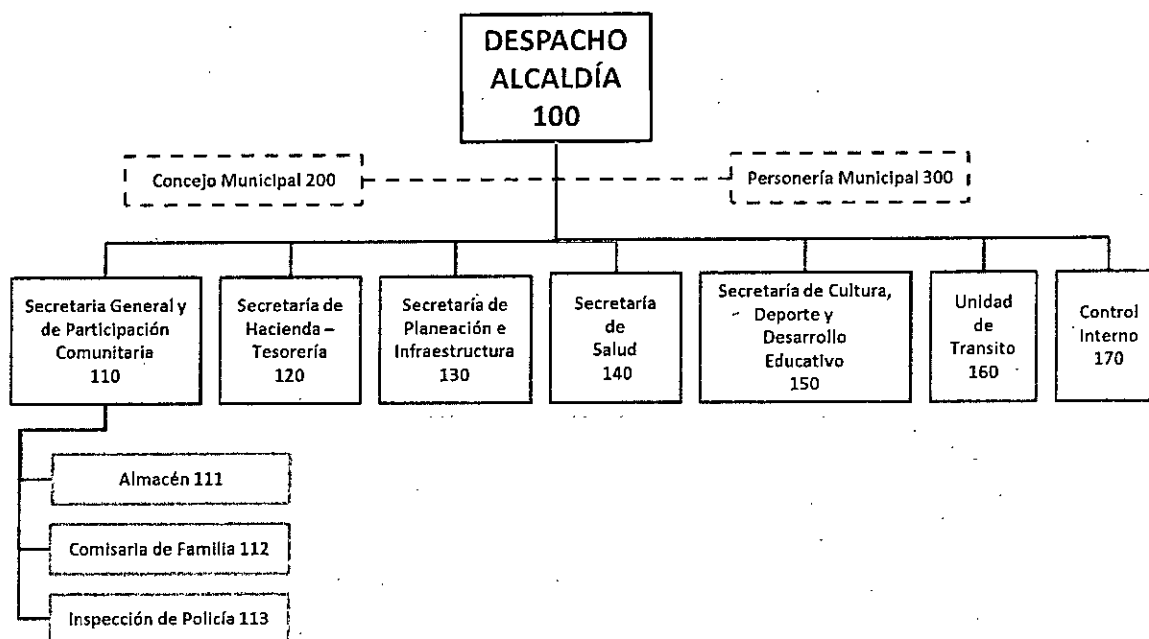 DESPACHO
ALCALDÍA
100
Concejo Municipal 200
Personería Municipal 300
Secretaria General y
de Participación
Comunitaria
110
Secretaría de
Hacienda –
Tesorería
120
Secretaría de
Planeación e
Infraestructura
130
Secretaría
de
Salud
140
Secretaría de Cultura,
Deporte y
Desarrollo
Educativo
150
Unidad
de
Transito
160
Control
Interno
170
Almacén 111
Comisaria de Familia 112
Inspección de Policía 113